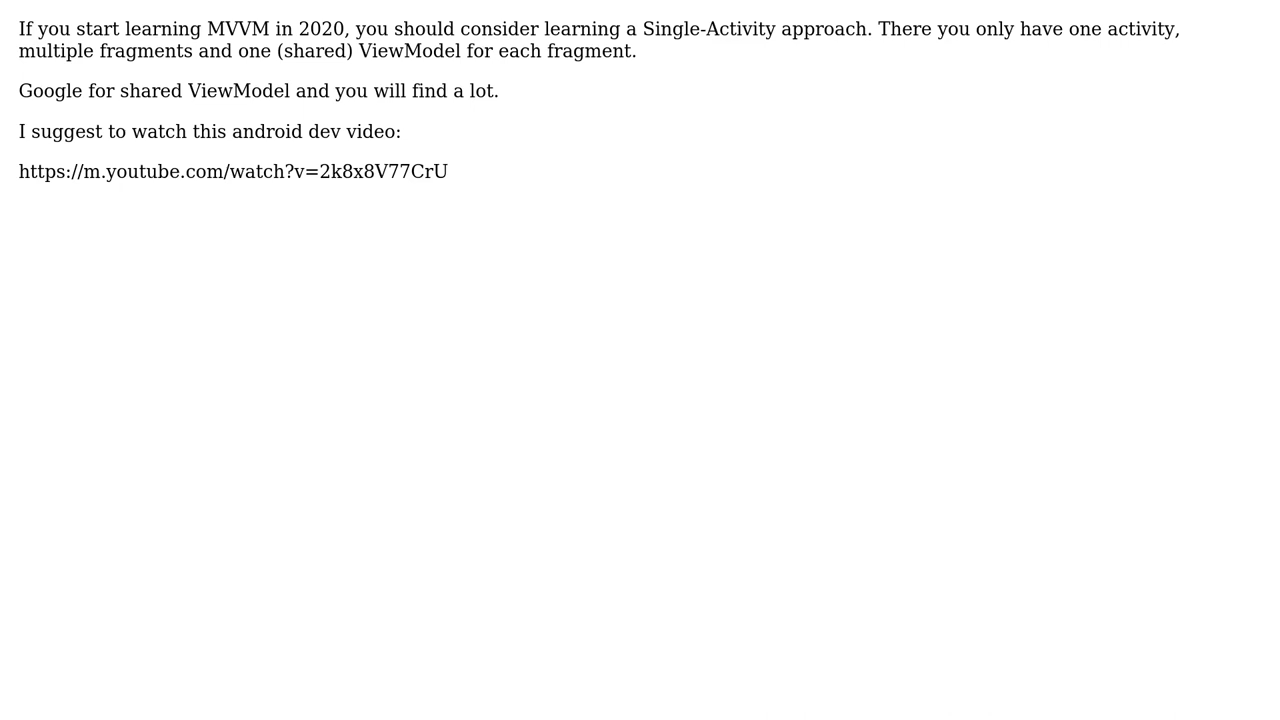 If you start learning MVVM in 2020, you should consider learning a Single-Activity approach. There you only have one activity,
multiple fragments and one (shared) ViewModel for each fragment.
Google for shared ViewModel and you will find a lot.
I suggest to watch this android dev video:
https://m.youtube.com/watch?v=2k8x8V77CrU